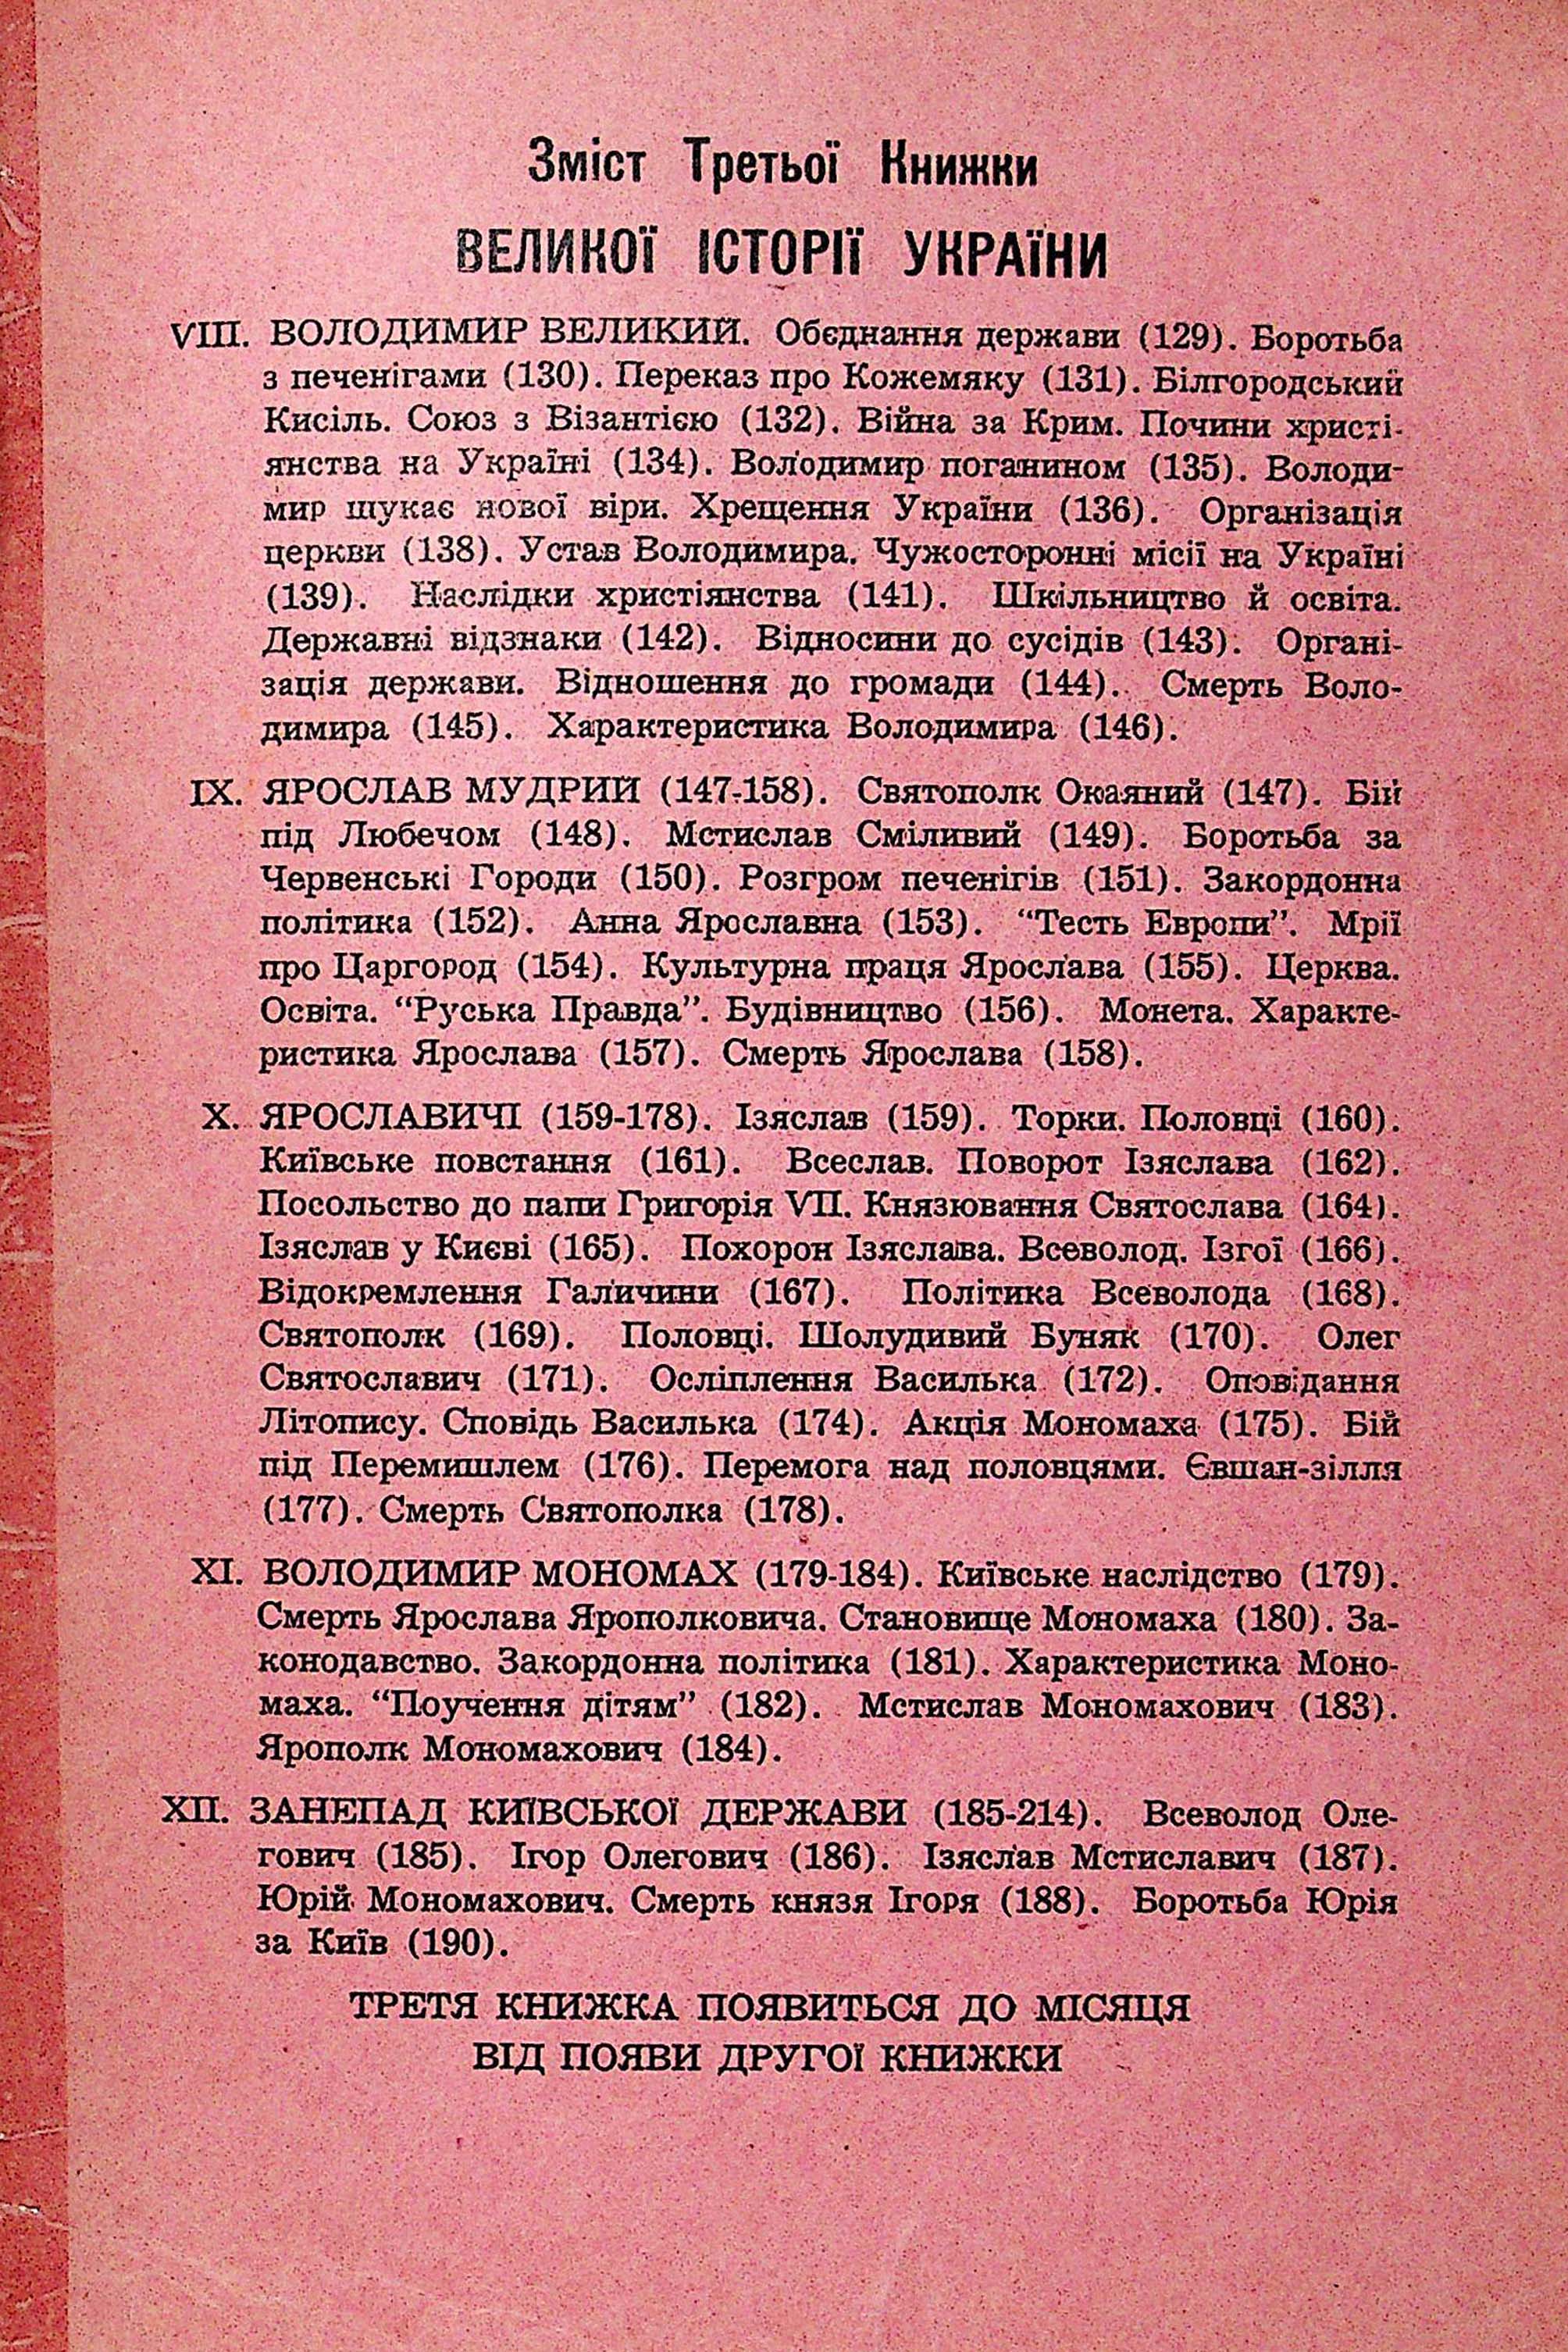 Зміст Третьої Книжки
ВЕЛИКОЇ ІСТОРІЇ УКРАЇНИ
VIII. ВОЛОДИМИР ВЕЛИКИЙ. Обєднання держави (129). Боротьба
з печенігами (130). Переказ про Кожемяку (131). Білгородський
Кисіль. Союз з Візантією (132). Війна за Крим. Почини христі-
янства на Україні (134). Володимир поганином (135). Володи-
мир шукає нової віри. Хрещення України (136). Організація
церкви (138). Устав Володимира. Чужосторонні місії на Україні
(139). Наслідки християнства (141). Шкільництво й освіта.
Державні відзнаки (142). Відносини до сусідів (143). Органі-
зація держави. Відношення до громади (144). Смерть Воло-
димира (145). Характеристика Володимира (146).
IX. ЯРОСЛАВ МУДРИЙ (147-158). Святополк Окаяний (147). Бій
під Любечом (148). Мстислав Сміливий (149). Боротьба за
Червенські Городи (150). Розгром печенігів (151). Закордонна
політика (152). Анна Ярославна (153). “Тесть Европи”. Мрії
про Царгород (154). Культурна праця Ярослава (155). Церква.
Освіта. “Руська Правда”. Будівництво (156). Монета. Характе-
ристика Ярослава (157). Смерть Ярослава (158).
X. ЯРОСЛАВИЧІ (159-178). Ізяслав (159). Торки. Половці (160).
Київське повстання (161). Всеслав. Поворот Ізяслава (162).
Посольство до папи Григорія VII. Князювання Святослава (164).
Ізяслав у Києві (165). Похорон Ізяслава. Всеволод. Ізгої (166).
Відокремлення Галичини (167). Політика Всеволода (168).
Святополк (169). Половці. Шолудивий Буняк (170). Олег
Святославич (171). Осліплення Василька (172). Оповідання
Літопису. Сповідь Василька (174). Акція Мономаха (175). Бій
під Перемишлем (176). Перемога над половцями. Євшан-зілля
(177). Смерть Святополка (178).
XI. ВОЛОДИМИР МОНОМАХ (179-184). Київське наслідство (179).
Смерть Ярослава Ярополковича. Становище Мономаха (180). За-
конодавство. Закордонна політика (181). Характеристика Моно-
маха. “Поучення дітям” (182). Мстислав Мономахович (183).
Ярополк Мономахович (184).
XII. ЗАНЕПАД КИЇВСЬКОЇ ДЕРЖАВИ (185-214). Всеволод Оле-
гович (185). Ігор Олегович (186). Ізяслав Мстиславич (187).
Юрій Мономахович. Смерть князя Ігоря (188). Боротьба Юрія
за Київ (190).
ТРЕТЯ КНИЖКА ПОЯВИТЬСЯ ДО МІСЯЦЯ
ВІД ПОЯВИ ДРУГОЇ КНИЖКИ